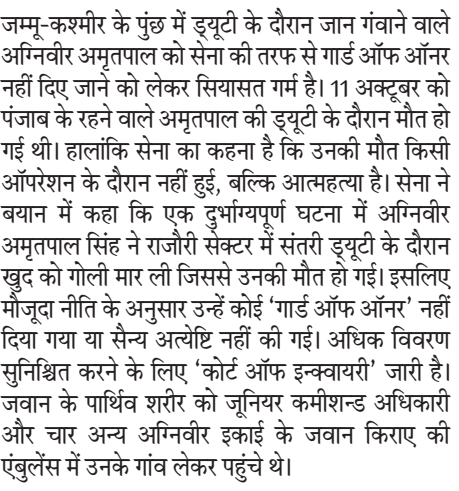 जम्मू-कश्मीर के पुंछ में ड्यूटी के दौरान जान गंवाने वाले
अग्निवीर अमृतपाल को सेना की तरफ से गार्ड ऑफ ऑनर
नहीं दिए जाने को लेकर सियासत गर्म है। 11 अक्टूबर को
पंजाब के रहने वाले अमृतपाल की ड्यूटी के दौरान मौत हो
गई थी। हालांकि सेना का कहना है कि उनकी मौत किसी
ऑपरेशन के दौरान नहीं हुई, बल्कि आत्महत्या है। सेना ने
बयान में कहा कि एक दुर्भाग्यपूर्ण घटना में अग्निवीर
अमृतपाल सिंह ने राजौरी सेक्टर में संतरी ड्यूटी के दौरान
खुद को गोली मार ली जिससे उनकी मौत हो गई। इसलिए
मौजूदा नीति के अनुसार उन्हें कोई ‘गार्ड ऑफ ऑनर’ नहीं
दिया गया या सैन्य अत्येष्टि नहीं की गई। अधिक विवरण
सुनिश्चित करने के लिए ‘कोर्ट ऑफ इन्क्वायरी’ जारी है।
जवान के पार्थिव शरीर को जूनियर कमीशन्ड अधिकारी
और चार अन्य अग्निवीर इकाई के जवान किराए की
एंबुलेंस में उनके गांव लेकर पहुंचे थे।